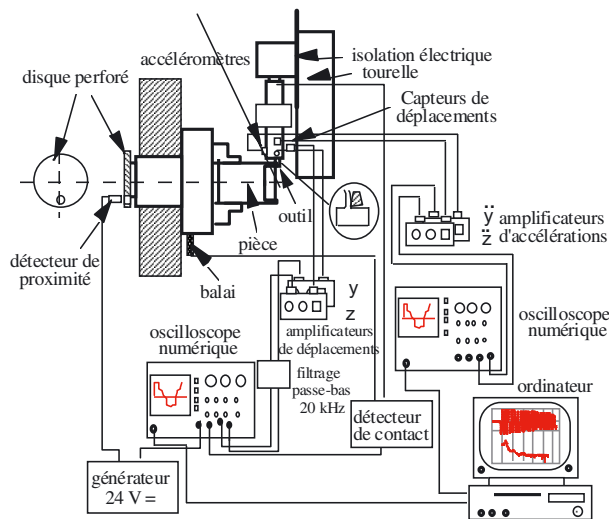 accéléromètres
isolation électrique
tourelle
disque perforé
Capteurs de
déplacements
outil
pièce
ÿ amplificateurs
z̈ d'accélérations
détecteur de
proximité
balai
y
z
amplificateurs
de déplacements
oscilloscope
numérique
oscilloscope
numérique
filtrage
passe-bas
20 kHz
ordinateur
détecteur
de contact
générateur
24 V =